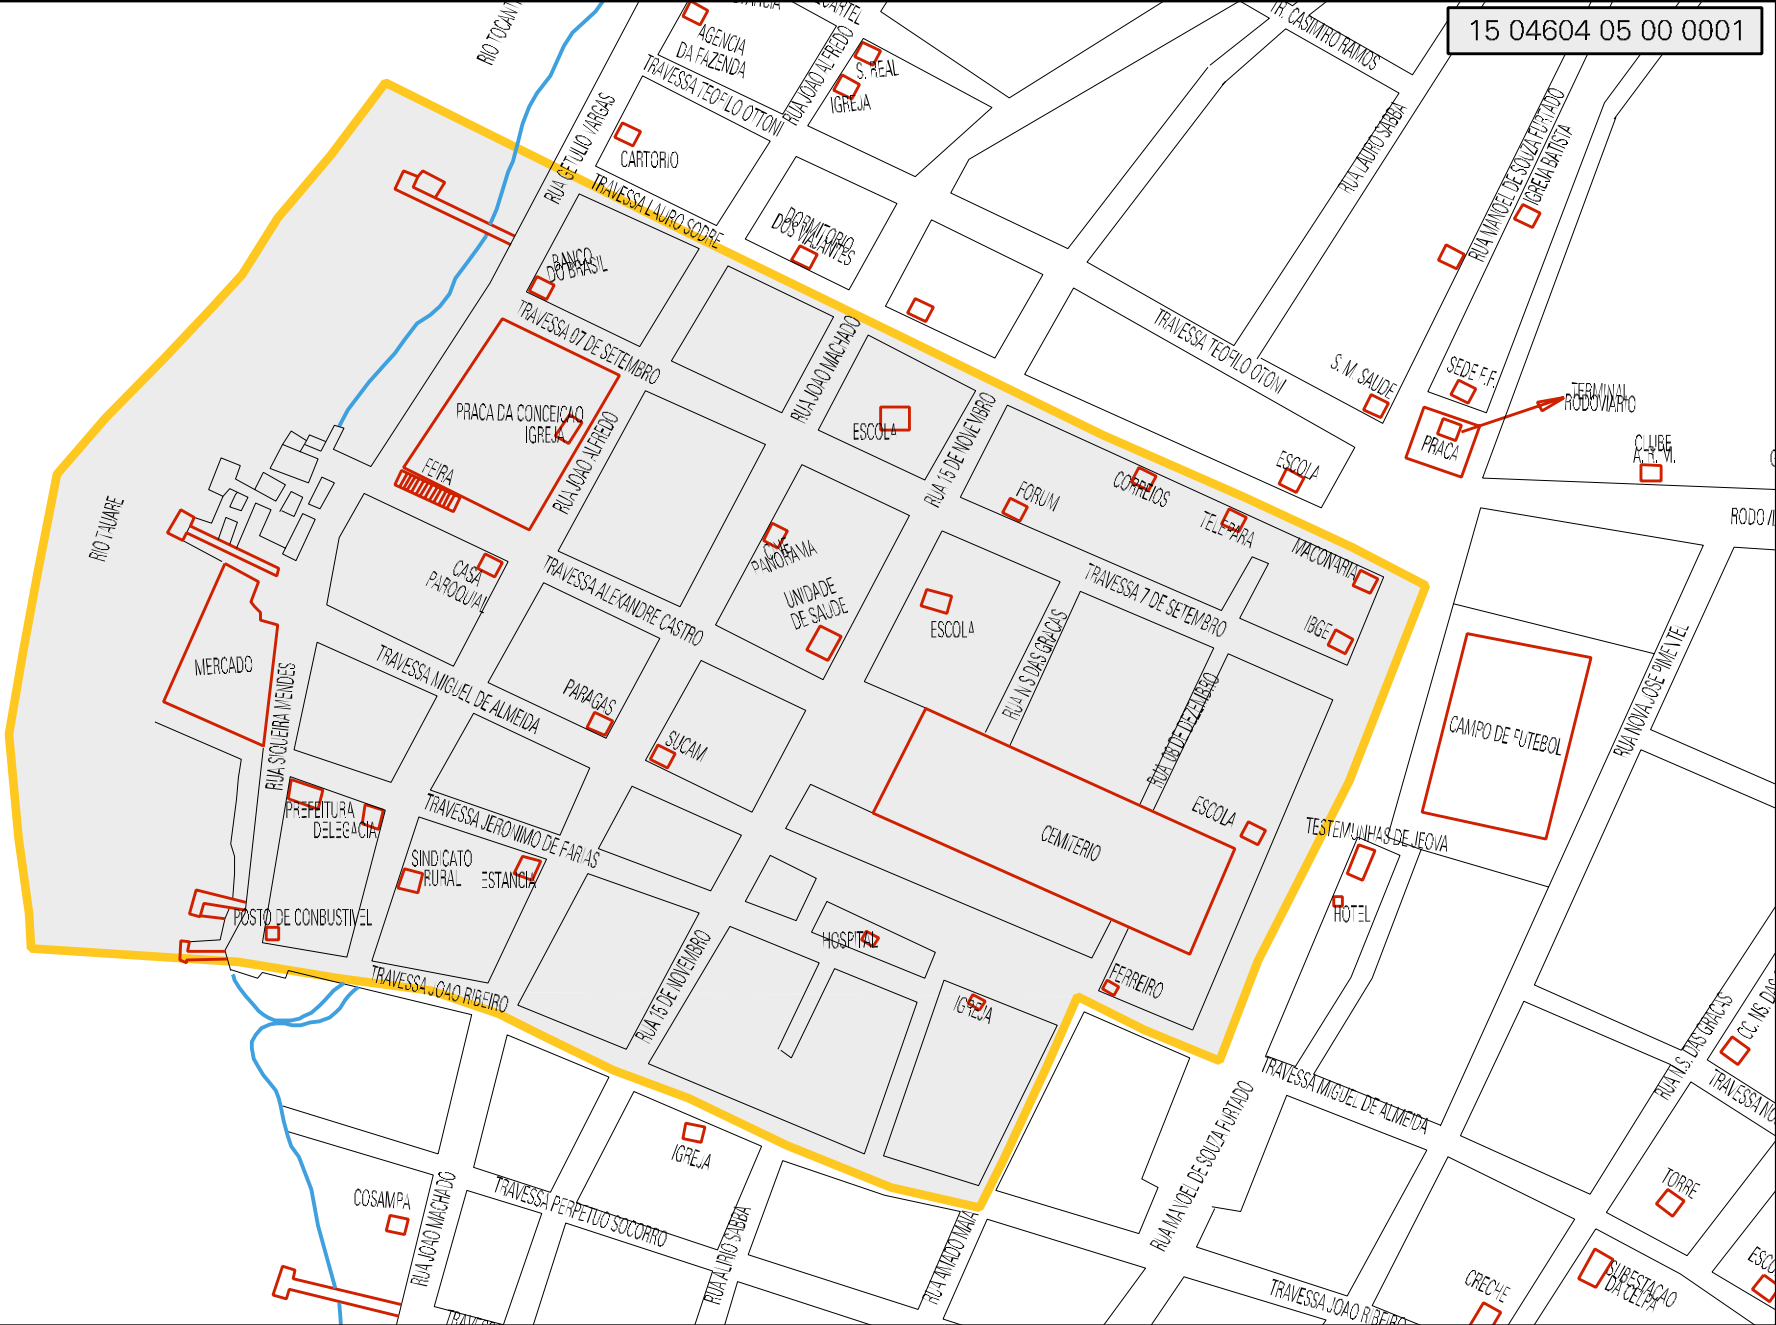 15 04604 05 00 0001
AGENCIA
DA FAZENDA
TRAVESSA TEOFILO OTTONI
RUA JOAO ALFREDO
S. REAL
IGREJA
TR. CASIMIRO RAMOS
RUA GETULIO VARGAS
CARTORIO
TRAVESSA LAURO SODRE
DORMITORIO
DOS VIAJANTES
RUA LAURO SABBA
RUA MANOEL DE SOUZA FURTADO
IGREJA BATISTA
BANCO
DO BRASIL
TRAVESSA 07 DE SETEMBRO
RUA JOAO MACHADO
TRAVESSA TEOFILO OTONI
S. M. SAUDE
SEDE F.F.
TERMINAL
RODOVIARIO
PRACA
CLUBE
A. R. M.
PRACA DA CONCEICAO
IGREJA
RUA JOAO ALFREDO
FEIRA
ESCOLA
RUA 15 DE NOVEMBRO
FORUM
CORREIOS
ESCOLA
TELEPARA
MACONARIA
RIO TAUARE
CASA
PAROQUIAL
TRAVESSA ALEXANDRE CASTRO
CINE
PANORAMA
UNIDADE
DE SAUDE
ESCOLA
TRAVESSA 7 DE SETEMBRO
IBGE
RUA N S DAS GRACAS
MERCADO
RUA SIQUEIRA MENDES
TRAVESSA MIGUEL DE ALMEIDA
PARAGAS
SUCAM
RUA 08 DE DEZEMBRO
CAMPO DE FUTEBOL
RUA NOVA JOSE PIMENTEL
PREFEITURA
DELEGACIA
TRAVESSA JERONIMO DE FARIAS
SINDICATO
RURAL
ESTANCIA
CEMITERIO
ESCOLA
TESTEMUNHAS DE JEOVA
HOTEL
POSTO DE CONBUSTIVEL
HOSPITAL
TRAVESSA JOAO RIBEIRO
RUA 15 DE NOVEMBRO
IGREJA
FERREIRO
TRAVESSA MIGUEL DE ALMEIDA
RUA N.S. DAS GRACAS
RUA MANOEL DE SOUZA FURTADO
IGREJA
COSAMPA
RUA JOAO MACHADO
TRAVESSA PERPETUO SOCORRO
RUA ALIRIO SABBA
RUA AMADO MAIA
TORRE
SUBESTACAO
DA CELPA
CRECHE
TRAVESSA JOAO RIBEIRO